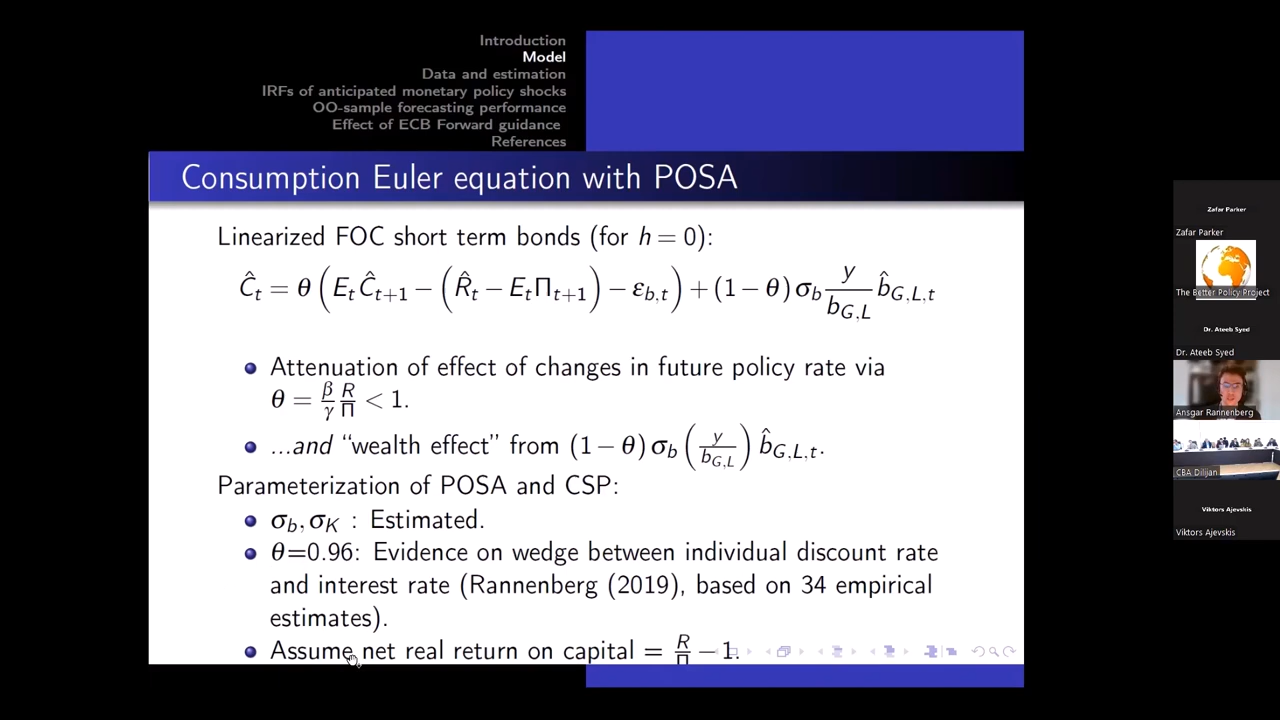 Introduction
Model
Data and estimation
IRFs of anticipated monetary policy shocks
OO-sample forecasting performance
Effect of ECB Forward guidance
References
Consumption Euler equation with POSA
Linearized FOC short term bonds (for h = 0):
Ĉ_t = θ (E_t Ĉ_{t+1} − (R̂_t − E_t Π_{t+1}) − ε_{b,t}) + (1 − θ) σ_b y/b_{G,L} b̂_{G,L,t}
Attenuation of effect of changes in future policy rate via
θ = β/γ R/Π < 1.
...and “wealth effect” from (1 − θ) σ_b (y/b_{G,L}) b̂_{G,L,t}.
Parameterization of POSA and CSP:
σ_b, σ_K : Estimated.
θ=0.96: Evidence on wedge between individual discount rate
and interest rate (Rannenberg (2019), based on 34 empirical
estimates).
Assume net real return on capital = R/Π − 1.
Zafar Parker
Zafar Parker
The Better Policy Project
Dr. Ateeb Syed
Dr. Ateeb Syed
Ansgar Rannenberg
CBA Dilijan
Viktors Ajevskis
Viktors Ajevskis